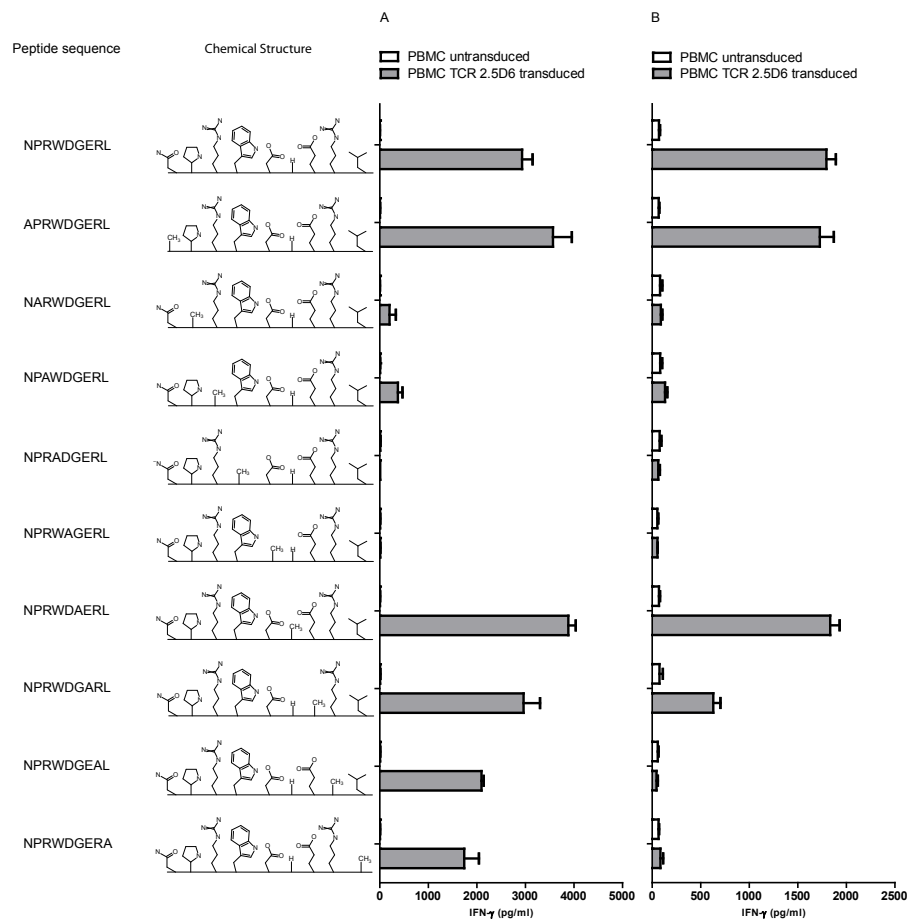 A
B
Peptide sequence
Chemical Structure
PBMC untransduced
PBMC TCR 2.5D6 transduced
PBMC untransduced
PBMC TCR 2.5D6 transduced
NPRWDGERL
APRWDGERL
NARWDGERL
NPAWDGERL
NPRADGERL
NPRWAGERL
NPRWDAERL
NPRWDGARL
NPRWDGEAL
NPRWDGERA
0 1000 2000 3000 4000 5000
IFN-γ (pg/ml)
0 500 1000 1500 2000 2500
IFN-γ (pg/ml)